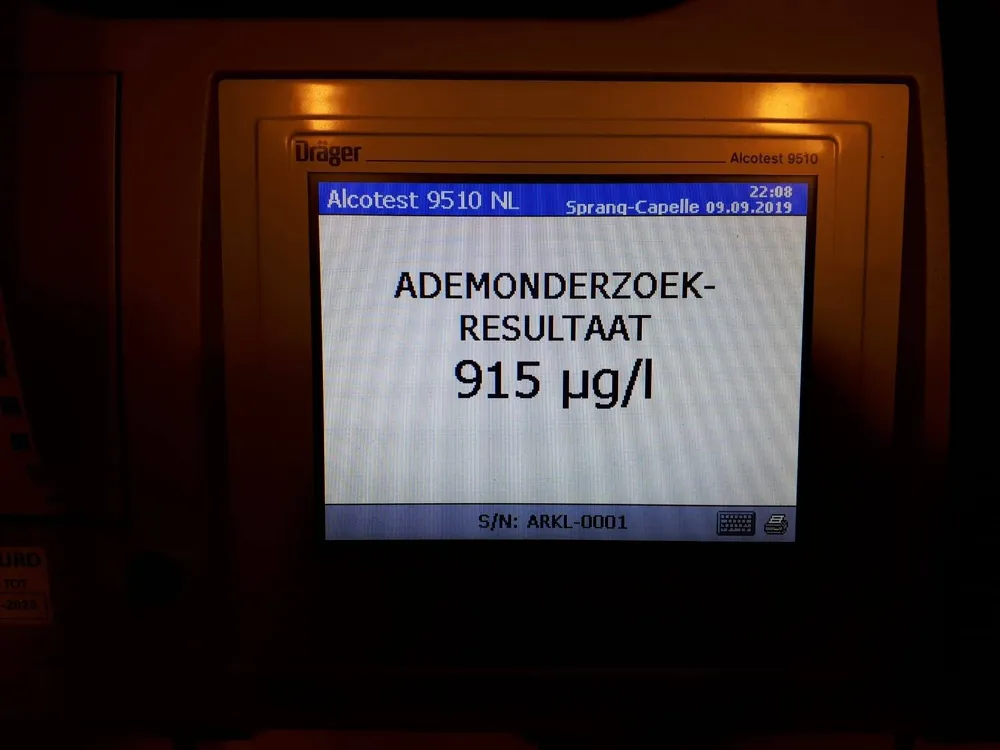 Dräger
Alcotest 9510
Alcotest 9510 NL
22:08
Sprang-Capelle 09.09.2019
ADEMONDERZOEK-
RESULTAAT
915 µg/l
S/N: ARKL-0001
TOT